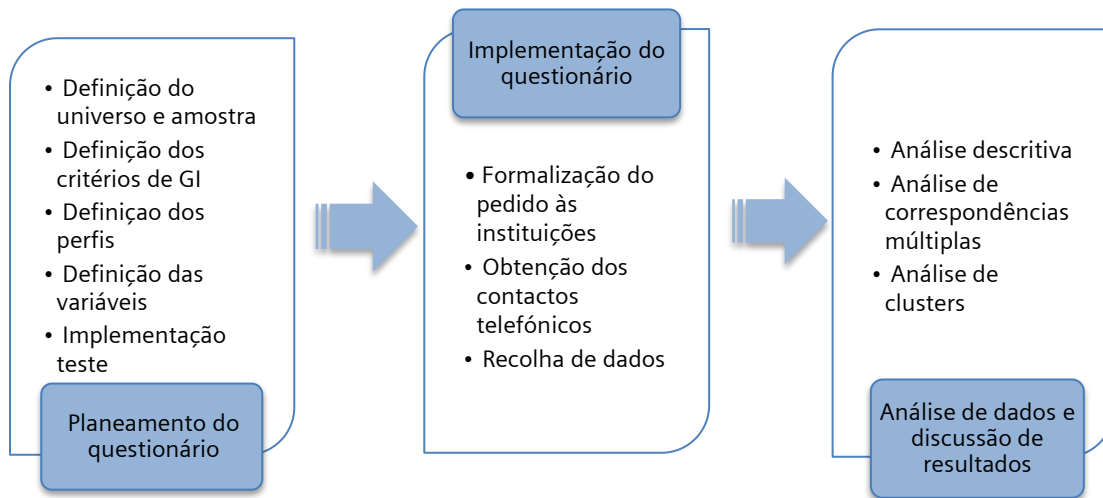 • Definição do
universo e amostra
• Definição dos
critérios de GI
• Definiçao dos
perfis
• Definição das
variáveis
• Implementação
teste
Planeamento do
questionário
Implementação do
questionário
• Formalização do
pedido às
instituições
• Obtenção dos
contactos
telefónicos
• Recolha de dados
• Análise descritiva
• Análise de
correspondências
múltiplas
• Análise de
clusters
Análise de dados e
discussão de
resultados